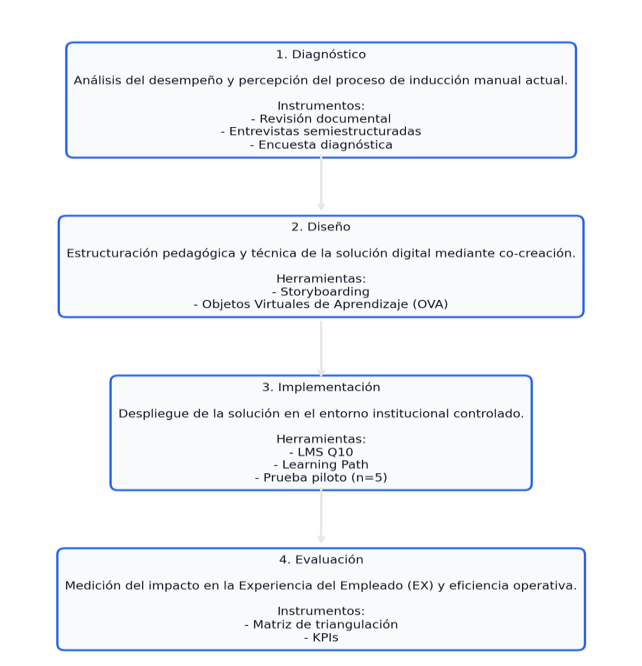 1. Diagnóstico
Análisis del desempeño y percepción del proceso de inducción manual actual.
Instrumentos:
- Revisión documental
- Entrevistas semiestructuradas
- Encuesta diagnóstica
2. Diseño
Estructuración pedagógica y técnica de la solución digital mediante co-creación.
Herramientas:
- Storyboarding
- Objetos Virtuales de Aprendizaje (OVA)
3. Implementación
Despliegue de la solución en el entorno institucional controlado.
Herramientas:
- LMS Q10
- Learning Path
- Prueba piloto (n=5)
4. Evaluación
Medición del impacto en la Experiencia del Empleado (EX) y eficiencia operativa.
Instrumentos:
- Matriz de triangulación
- KPIs